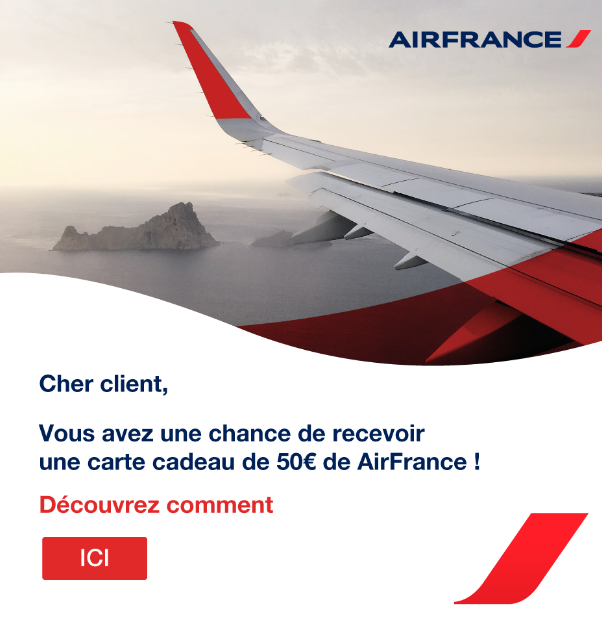 AIRFRANCE
Cher client,
Vous avez une chance de recevoir
une carte cadeau de 50€ de AirFrance !
Découvrez comment
ICI